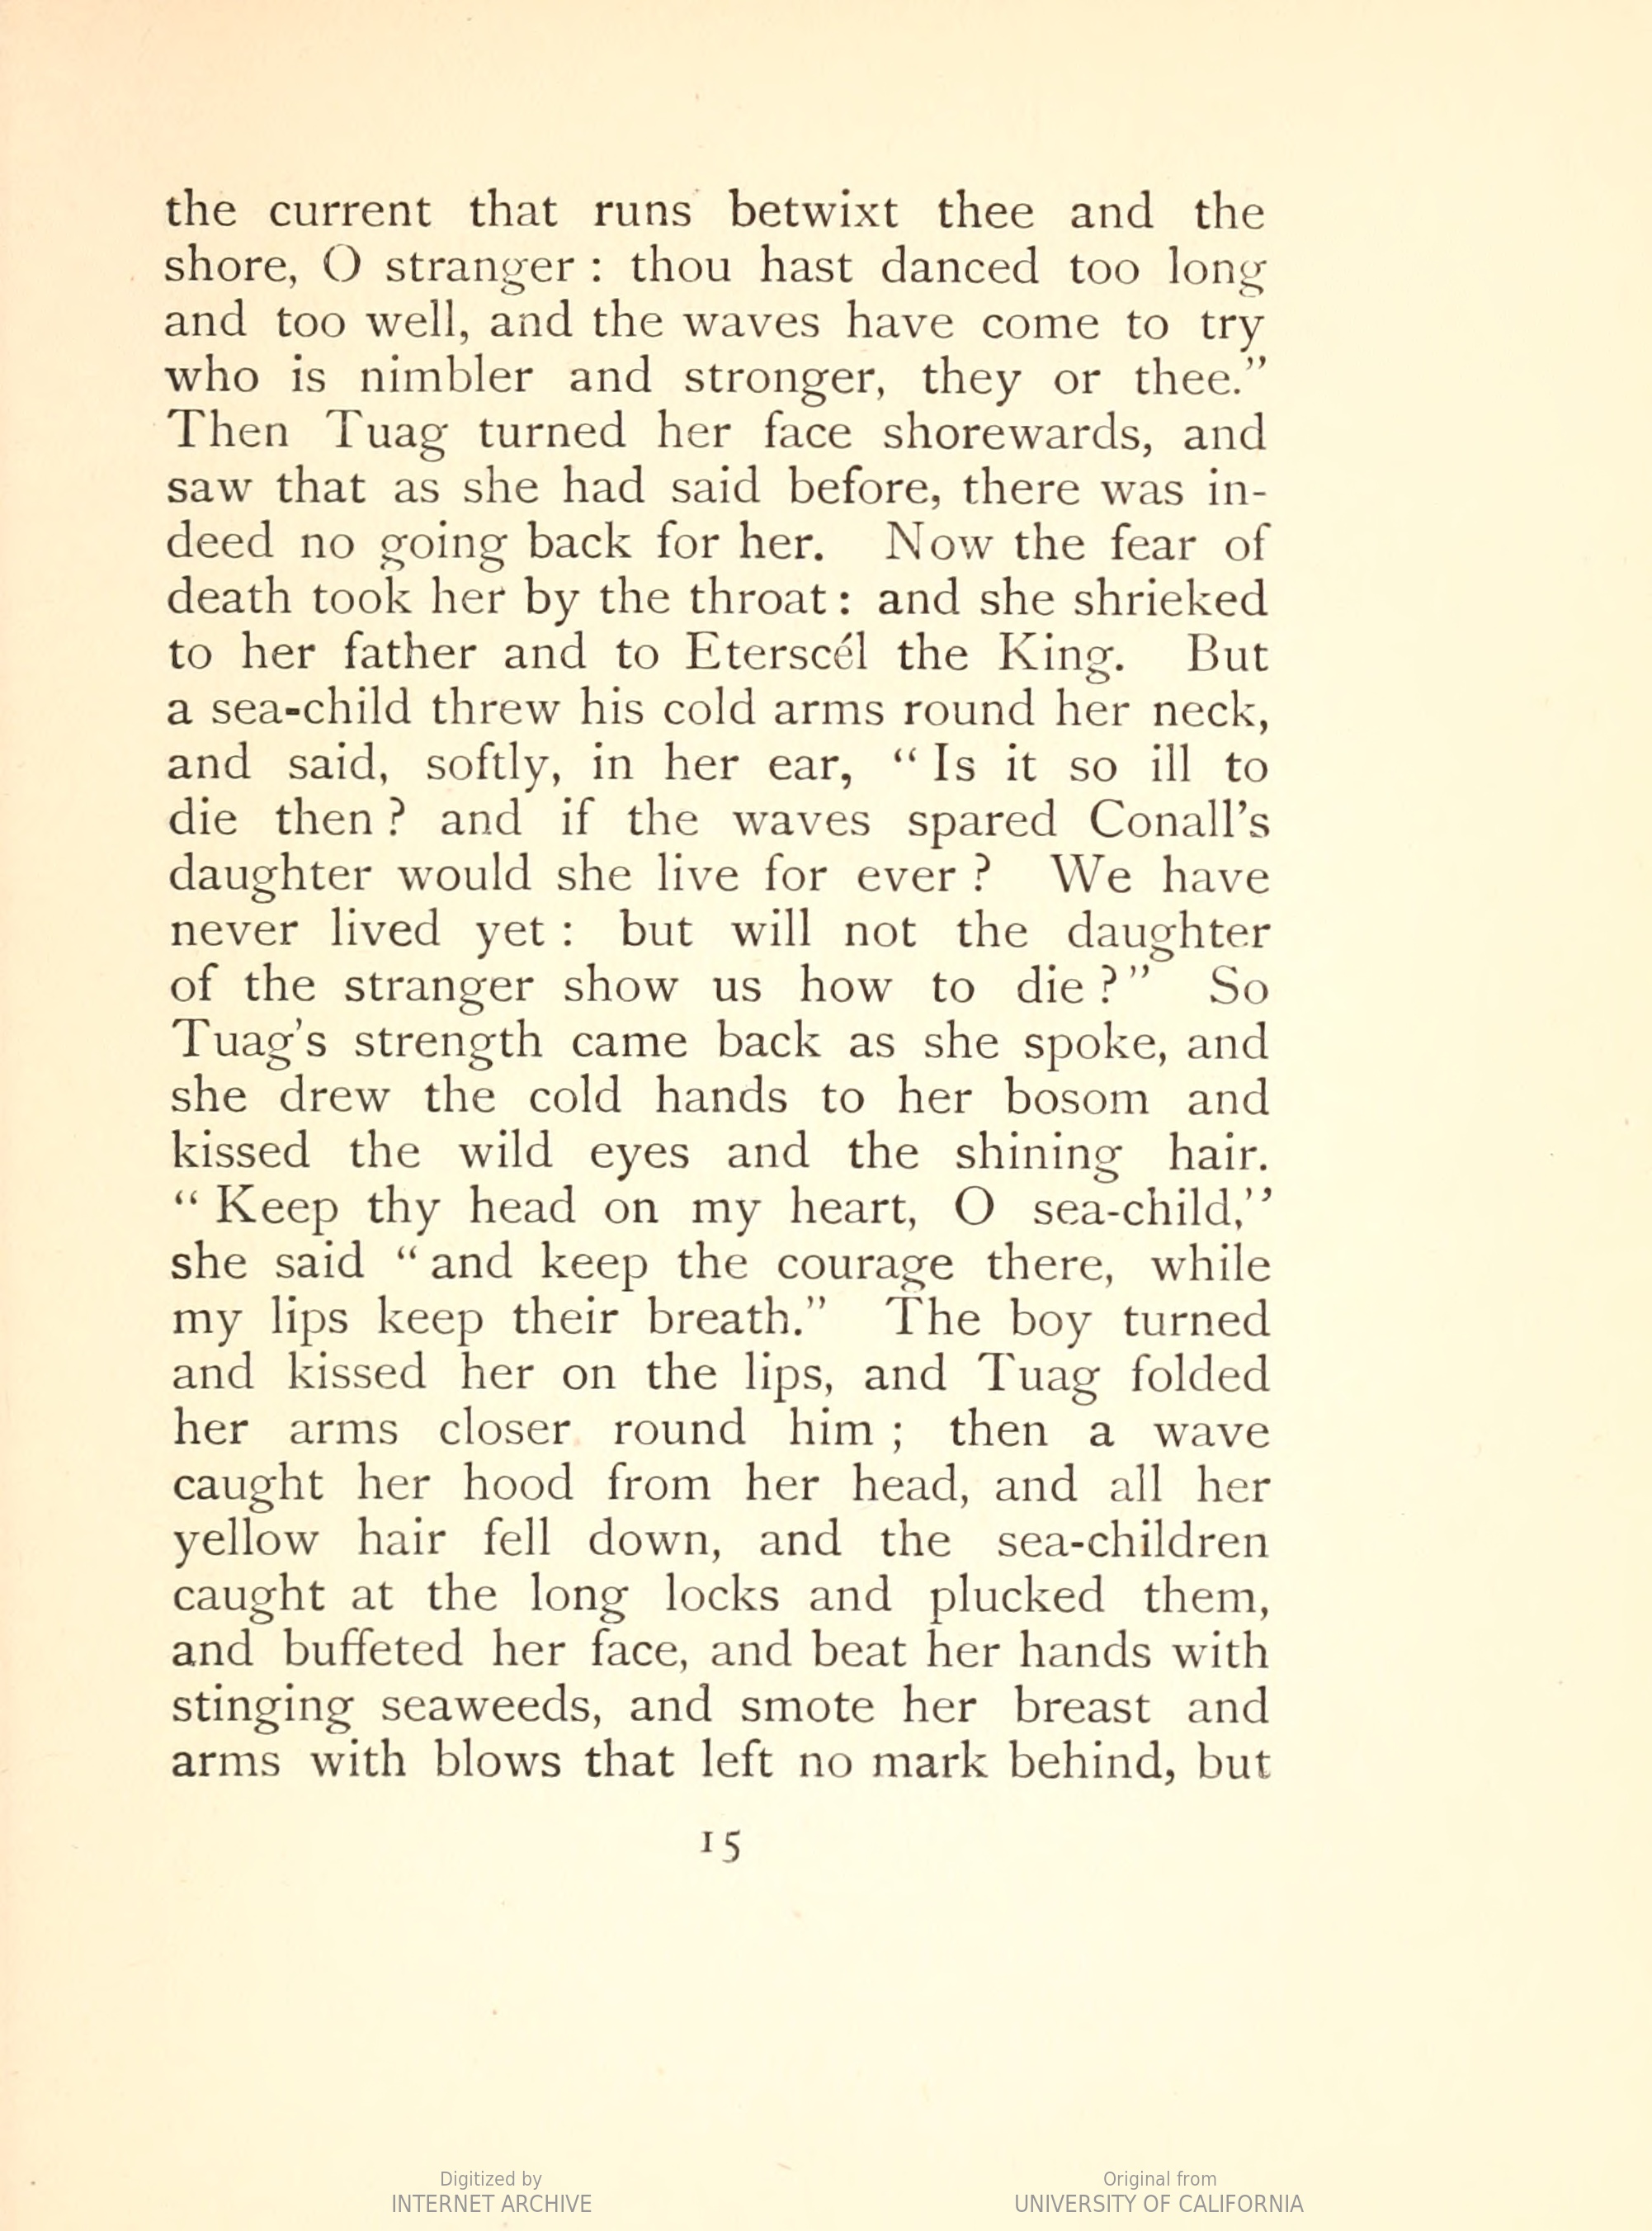 the current that runs betwixt thee and the
shore, O stranger : thou hast danced too long
and too well, and the waves have come to try
who is nimbler and stronger, they or thee.”
Then Tuag turned her face shorewards, and
saw that as she had said before, there was in-
deed no going back for her. Now the fear of
death took her by the throat : and she shrieked
to her father and to Eterscél the King. But
a sea-child threw his cold arms round her neck,
and said, softly, in her ear, “ Is it so ill to
die then ? and if the waves spared Conall’s
daughter would she live for ever ? We have
never lived yet : but will not the daughter
of the stranger show us how to die ?” So
Tuag’s strength came back as she spoke, and
she drew the cold hands to her bosom and
kissed the wild eyes and the shining hair.
“ Keep thy head on my heart, O sea-child,”
she said “ and keep the courage there, while
my lips keep their breath.” The boy turned
and kissed her on the lips, and Tuag folded
her arms closer round him ; then a wave
caught her hood from her head, and all her
yellow hair fell down, and the sea-children
caught at the long locks and plucked them,
and buffeted her face, and beat her hands with
stinging seaweeds, and smote her breast and
arms with blows that left no mark behind, but
15
Digitized by
INTERNET ARCHIVE
Original from
UNIVERSITY OF CALIFORNIA